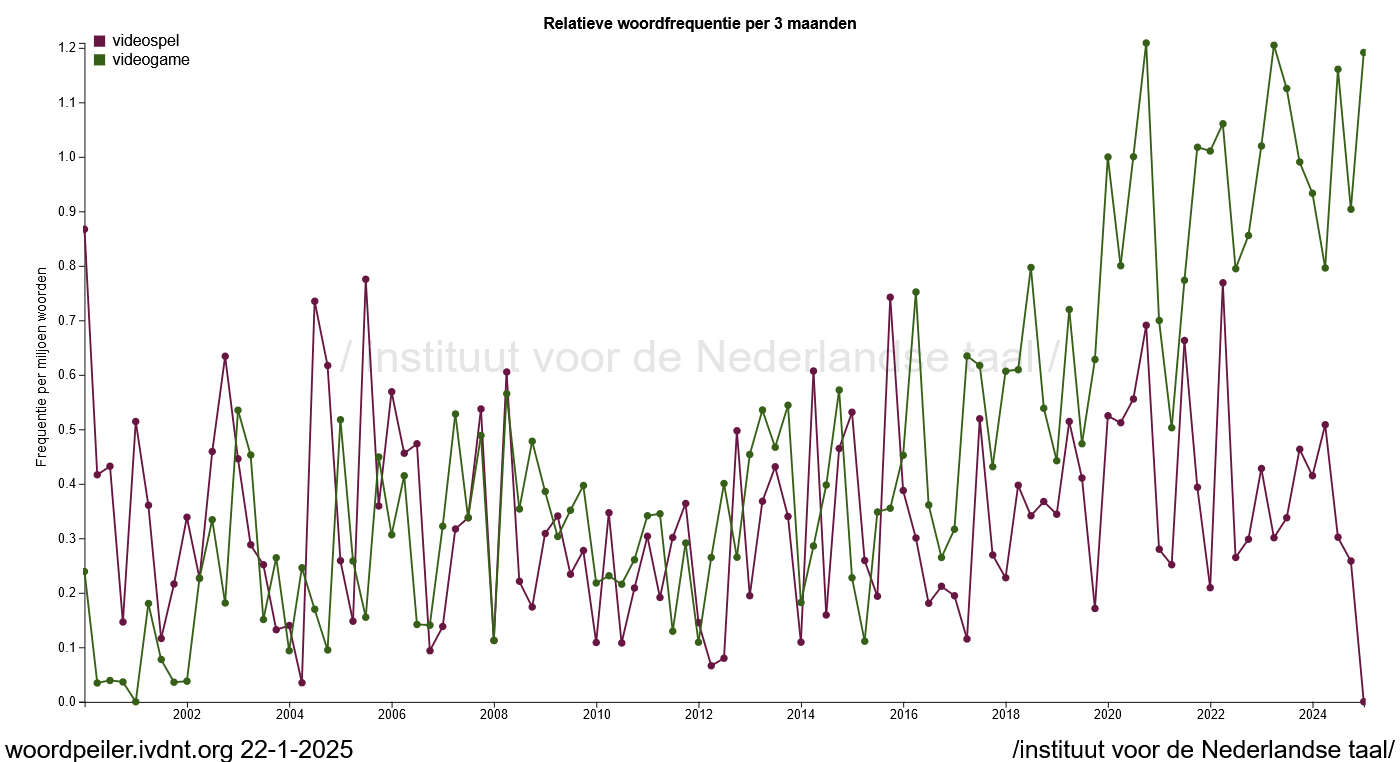 Relatieve woordfrequentie per 3 maanden
videospel
videogame
Frequentie per miljoen woorden
1.2
1.1
1.0
0.9
0.8
0.7
0.6
0.5
0.4
0.3
0.2
0.1
0.0
/ instituut voor de Nederlandse taal /
2002 2004 2006 2008 2010 2012 2014 2016 2018 2020 2022 2024
woordpeiler.ivdnt.org 22-1-2025
/instituut voor de Nederlandse taal/